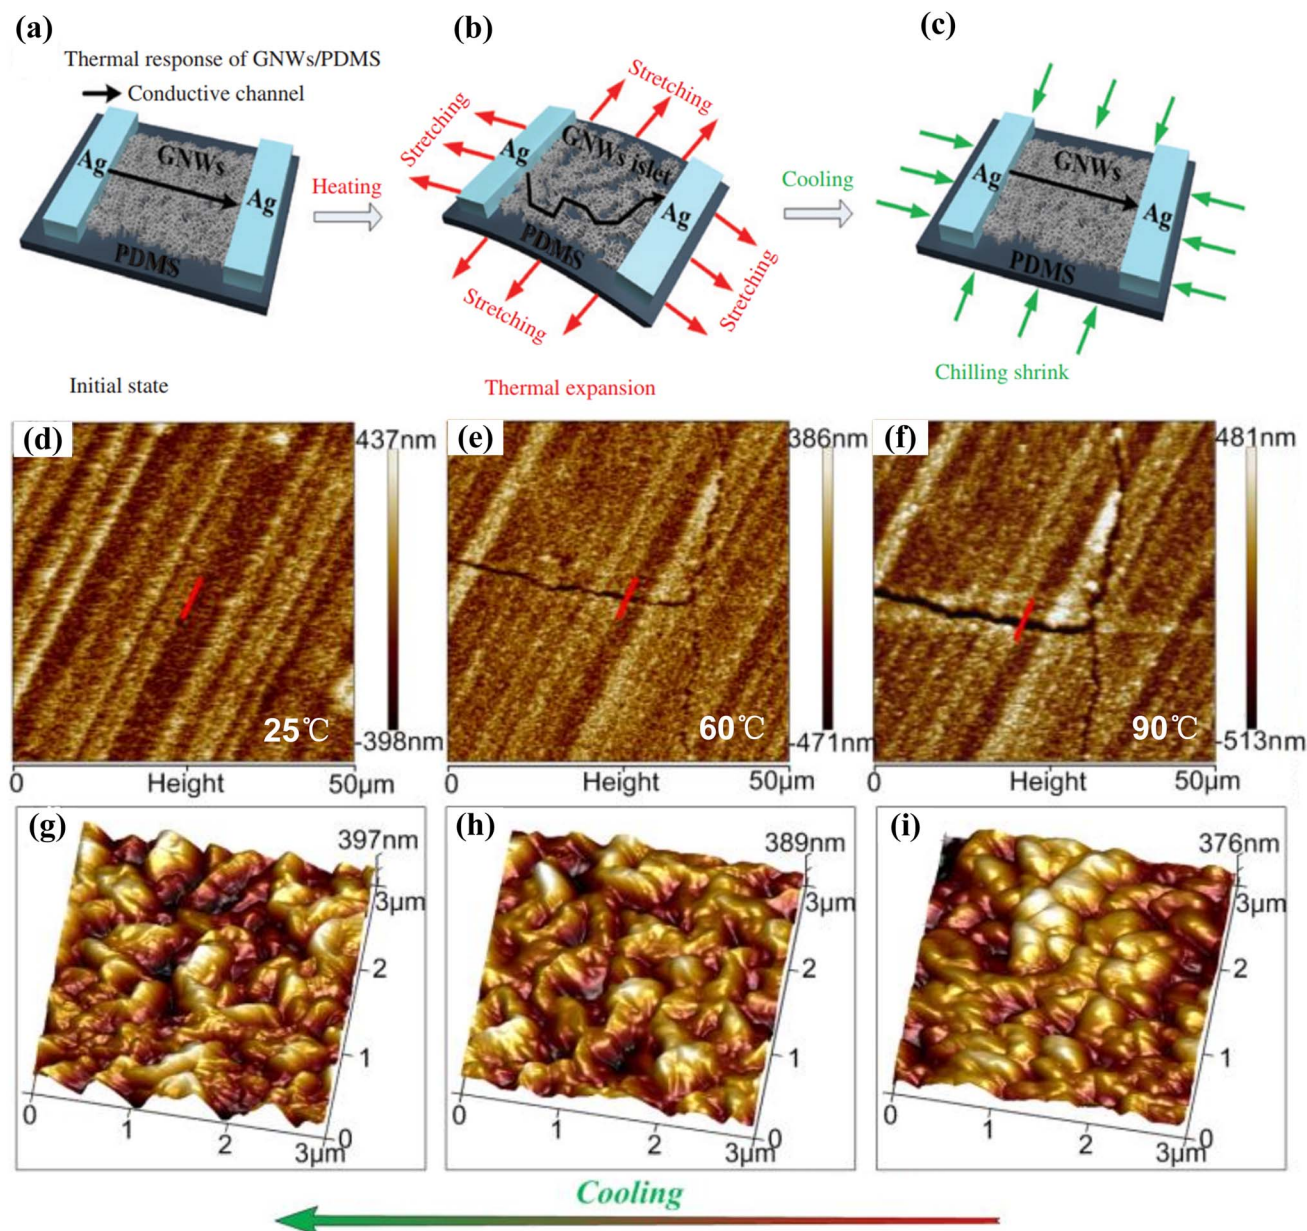 (a)
(b)
(c)
Thermal response of GNWs/PDMS
Conductive channel
Ag
GNWs
Ag
PDMS
Heating
Stretching
Stretching
Ag
GNWs islet
Ag
PDMS
Stretching
Stretching
Cooling
Ag
GNWs
Ag
PDMS
Initial state
Thermal expansion
Chilling shrink
(d)
437nm
25℃
-398nm
0
Height
50μm
(e)
386nm
60℃
-471nm
0
Height
50μm
(f)
481nm
90℃
-513nm
0
Height
50μm
(g)
397nm
3μm
2
1
0
0
1
2
3μm
(h)
389nm
3μm
2
1
0
0
1
2
3μm
(i)
376nm
3μm
2
1
0
0
1
2
3μm
Cooling